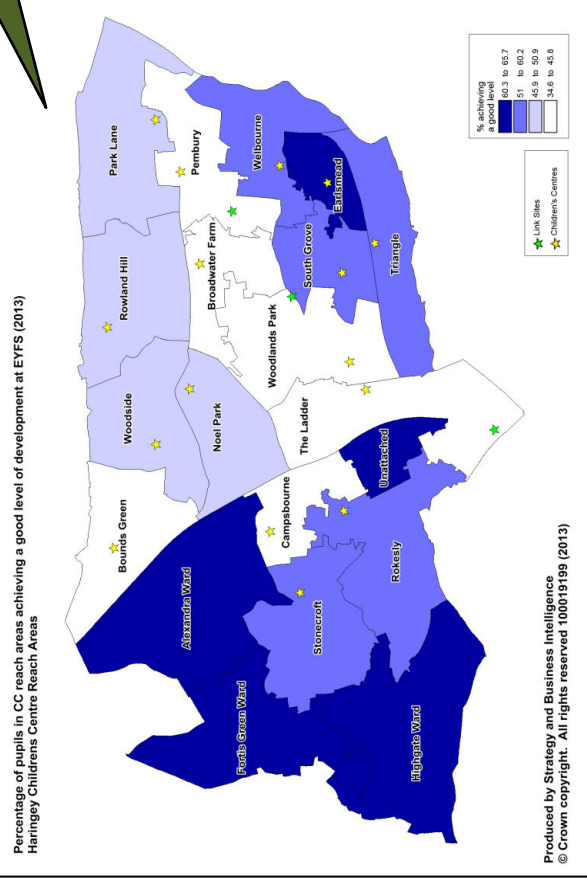 Percentage of pupils in CC reach areas achieving a good level of development at EYFS (2013)
Haringey Childrens Centre Reach Areas
Park Lane
Rowland Hill
Woodside
Bounds Green
Pembury
Welbourne
Broadwater Farm
Noel Park
Earlsmead
South Grove
Woodlands Park
Triangle
The Ladder
Alexandra Ward
Campsbourne
Unattached
Stonecroft
Rokesly
Fortis Green Ward
Highgate Ward
% achieving
a good level
60.3 to 65.7
51 to 60.2
45.9 to 50.9
34.6 to 45.8
Link Sites
Children's Centres
Produced by Strategy and Business Intelligence
© Crown copyright. All rights reserved 100019199 (2013)